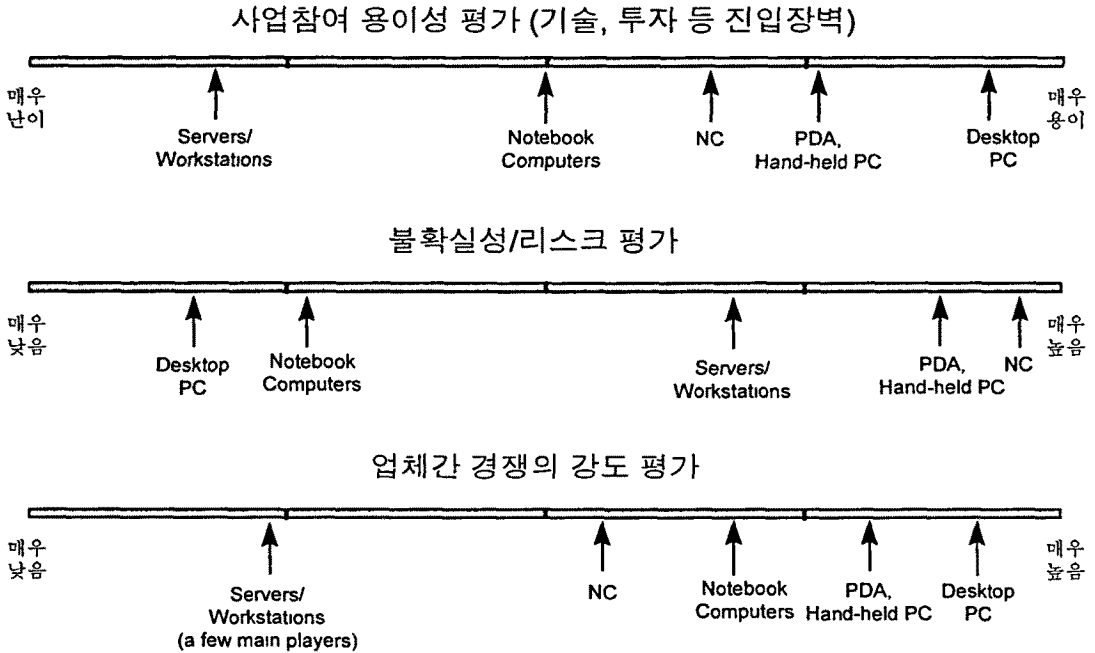 사업참여 용이성 평가 (기술, 투자 등 진입장벽)
매우
난이
Servers/
Workstations
Notebook
Computers
NC
PDA,
Hand-held PC
Desktop
PC
매우
용이
불확실성/리스크 평가
매우
낮음
Desktop
PC
Notebook
Computers
Servers/
Workstations
PDA,
Hand-held PC
NC
매우
높음
업체간 경쟁의 강도 평가
매우
낮음
Servers/
Workstations
(a few main players)
NC
Notebook
Computers
PDA,
Hand-held PC
Desktop
PC
매우
높음